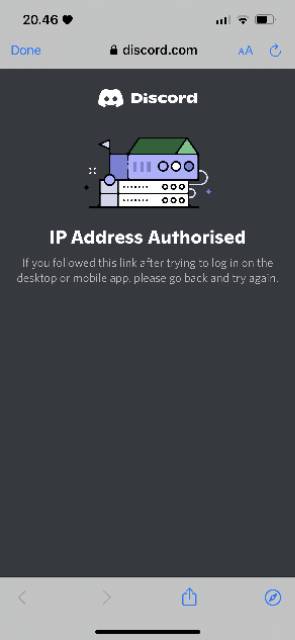 20.46
Done
discord.com
AA
Discord
IP Address Authorised
If you followed this link after trying to log in on the
desktop or mobile app, please go back and try again.